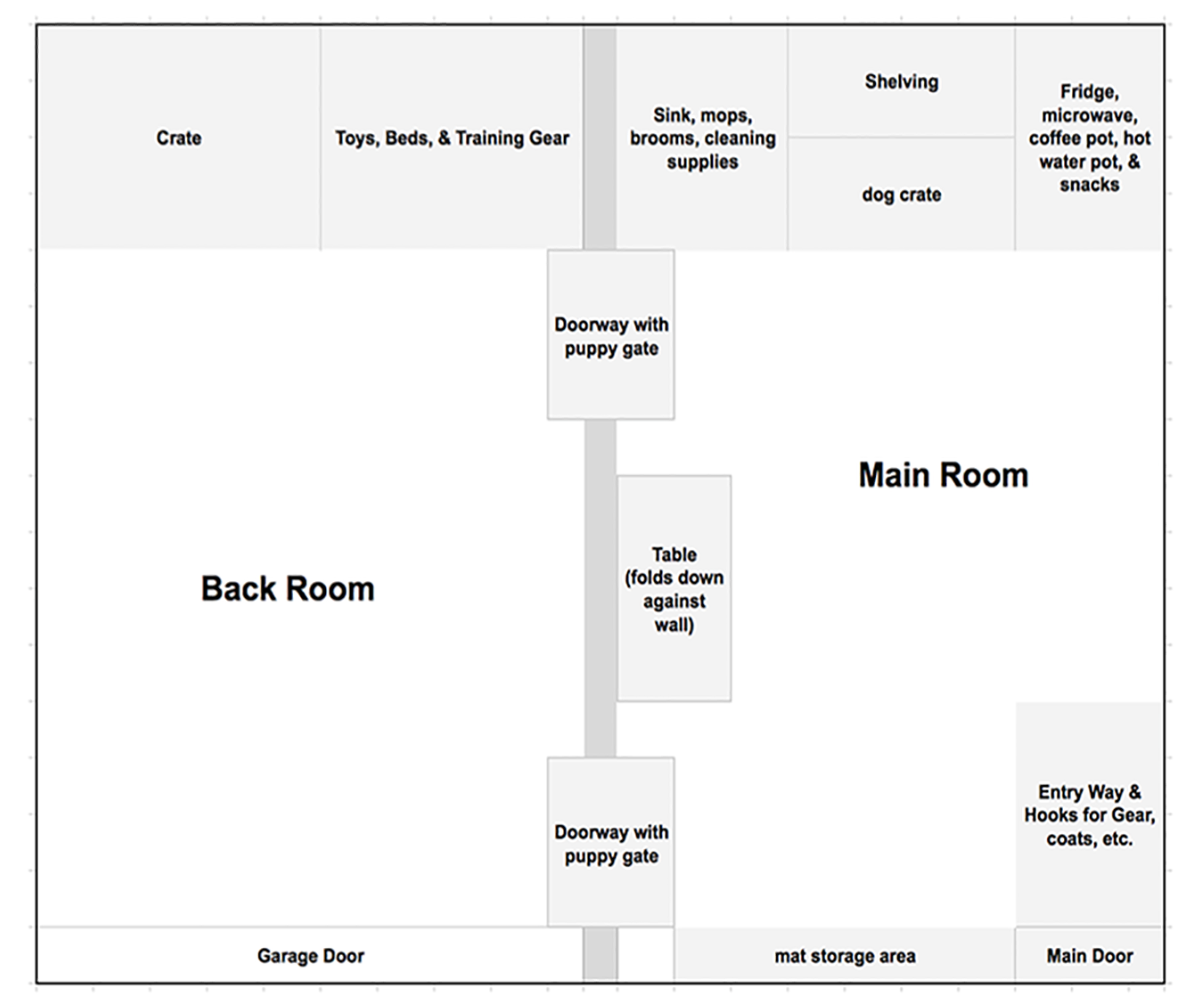 Crate
Toys, Beds, & Training Gear
Sink, mops,
brooms, cleaning
supplies
Shelving
dog crate
Fridge,
microwave,
coffee pot, hot
water pot, &
snacks
Doorway with
puppy gate
Main Room
Back Room
Table
(folds down
against
wall)
Doorway with
puppy gate
Entry Way &
Hooks for Gear,
coats, etc.
Garage Door
mat storage area
Main Door